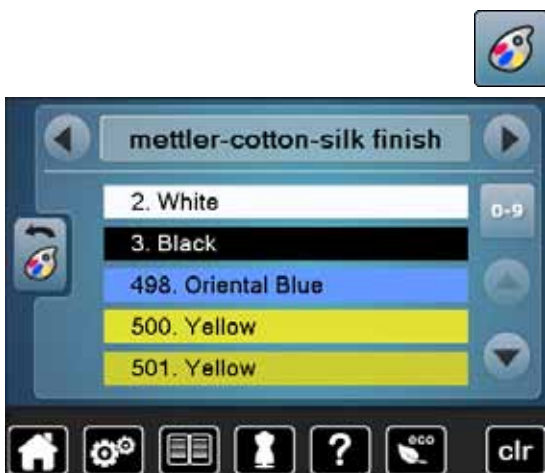 mettler-cotton-silk finish
2. White
0-9
3. Black
498. Oriental Blue
500. Yellow
501. Yellow
? eco clr